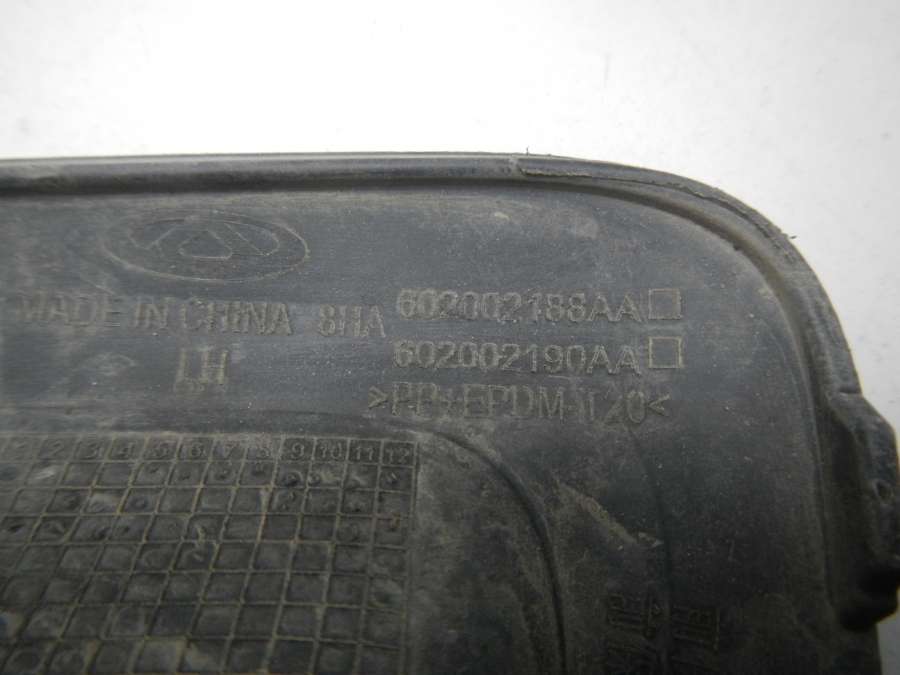 MADE IN CHINA 8HA 602002188AA
602002190AA
LH
>PP+EPDM-T20<
1 2 3 4 5 6 7 8 9 10 11 12